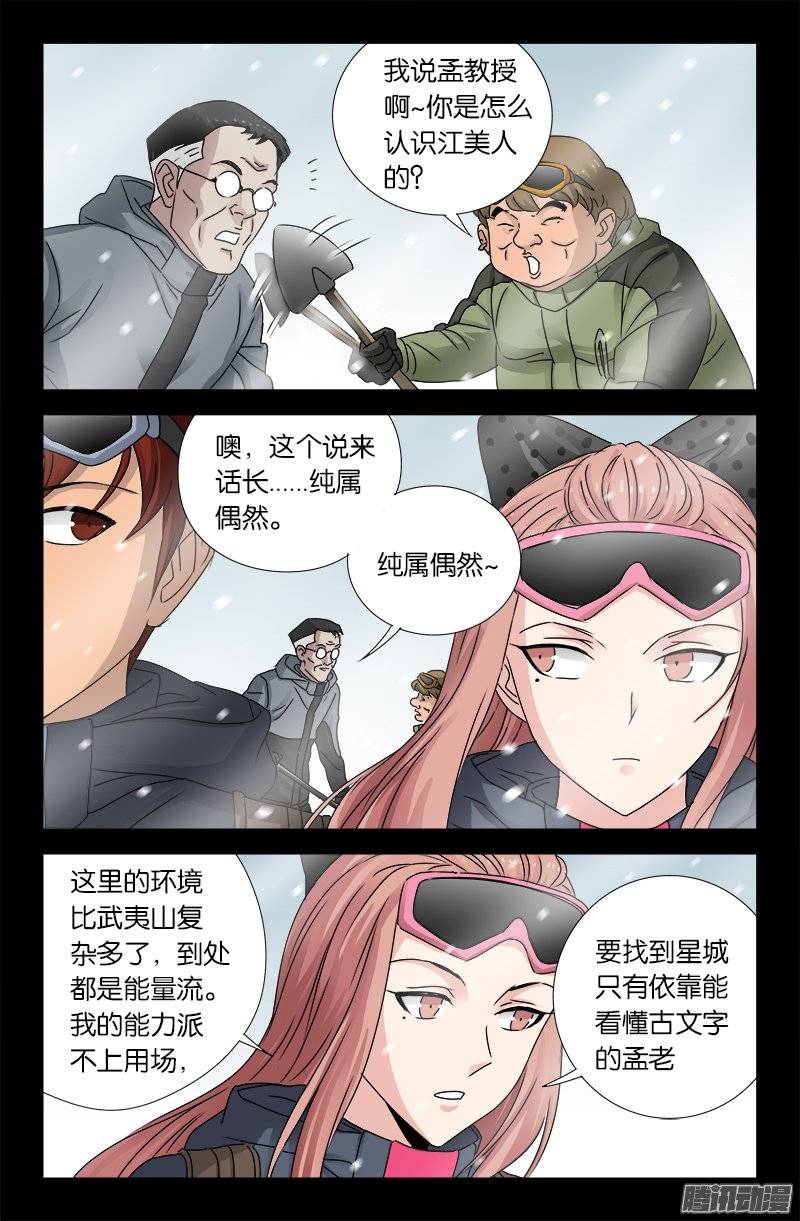 我说孟教授
啊~你是怎么
认识江美人
的?
噢，这个说来
话长......纯属
偶然。
纯属偶然~
这里的环境
比武夷山复
杂多了，到处
都是能量流。
我的能力派
不上用场,
要找到星城
只有依靠能
看懂古文字
的孟老
腾讯动漫